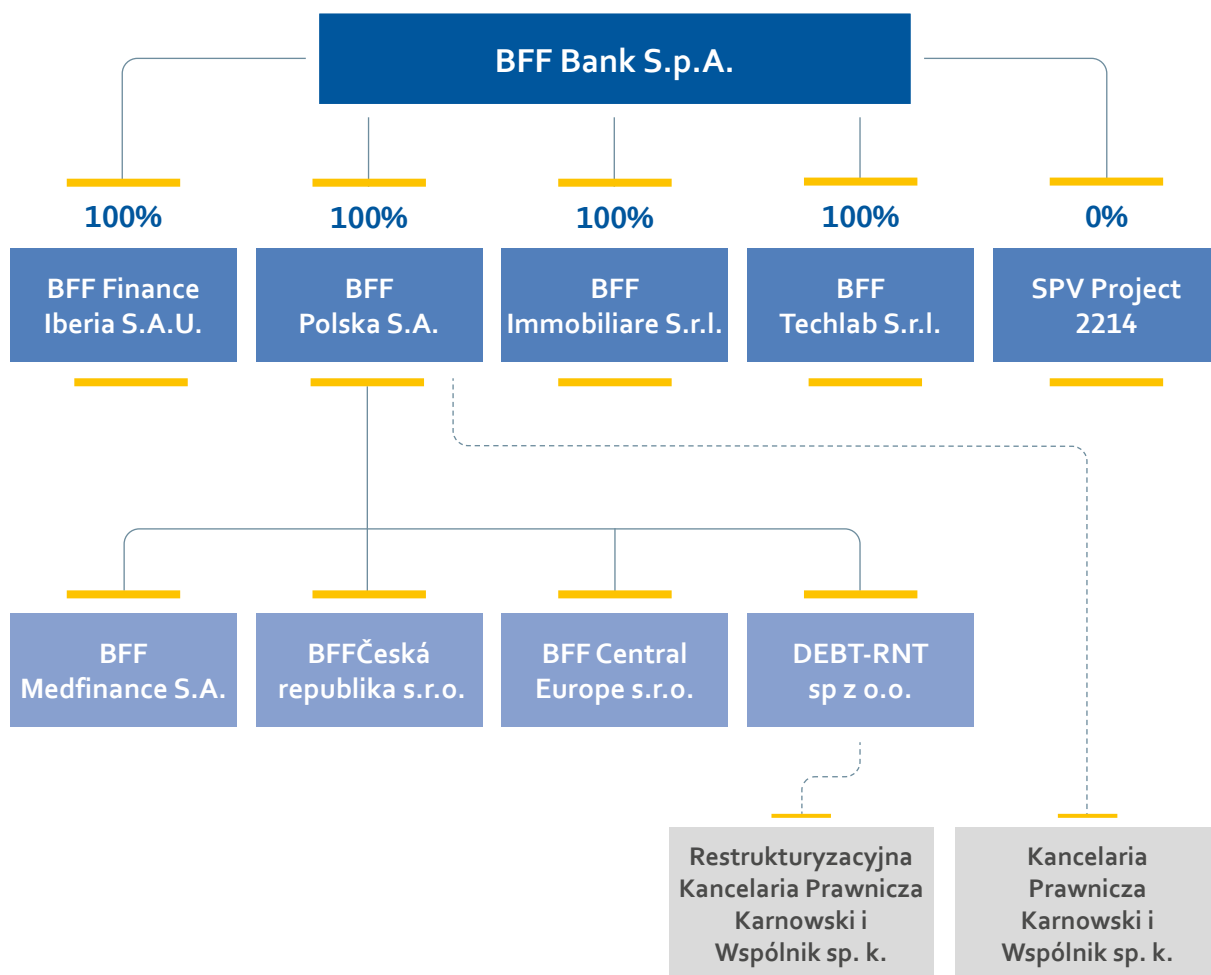 BFF Bank S.p.A.
100%
100%
100%
100%
0%
BFF Finance
Iberia S.A.U.
BFF
Polska S.A.
BFF
Immobiliare S.r.l.
BFF
Techlab S.r.l.
SPV Project
2214
BFF
Medfinance S.A.
BFFČeská
republika s.r.o.
BFF Central
Europe s.r.o.
DEBT-RNT
sp z o.o.
Restrukturyzacyjna
Kancelaria Prawnicza
Karnowski i
Wspólnik sp. k.
Kancelaria
Prawnicza
Karnowski i
Wspólnik sp. k.